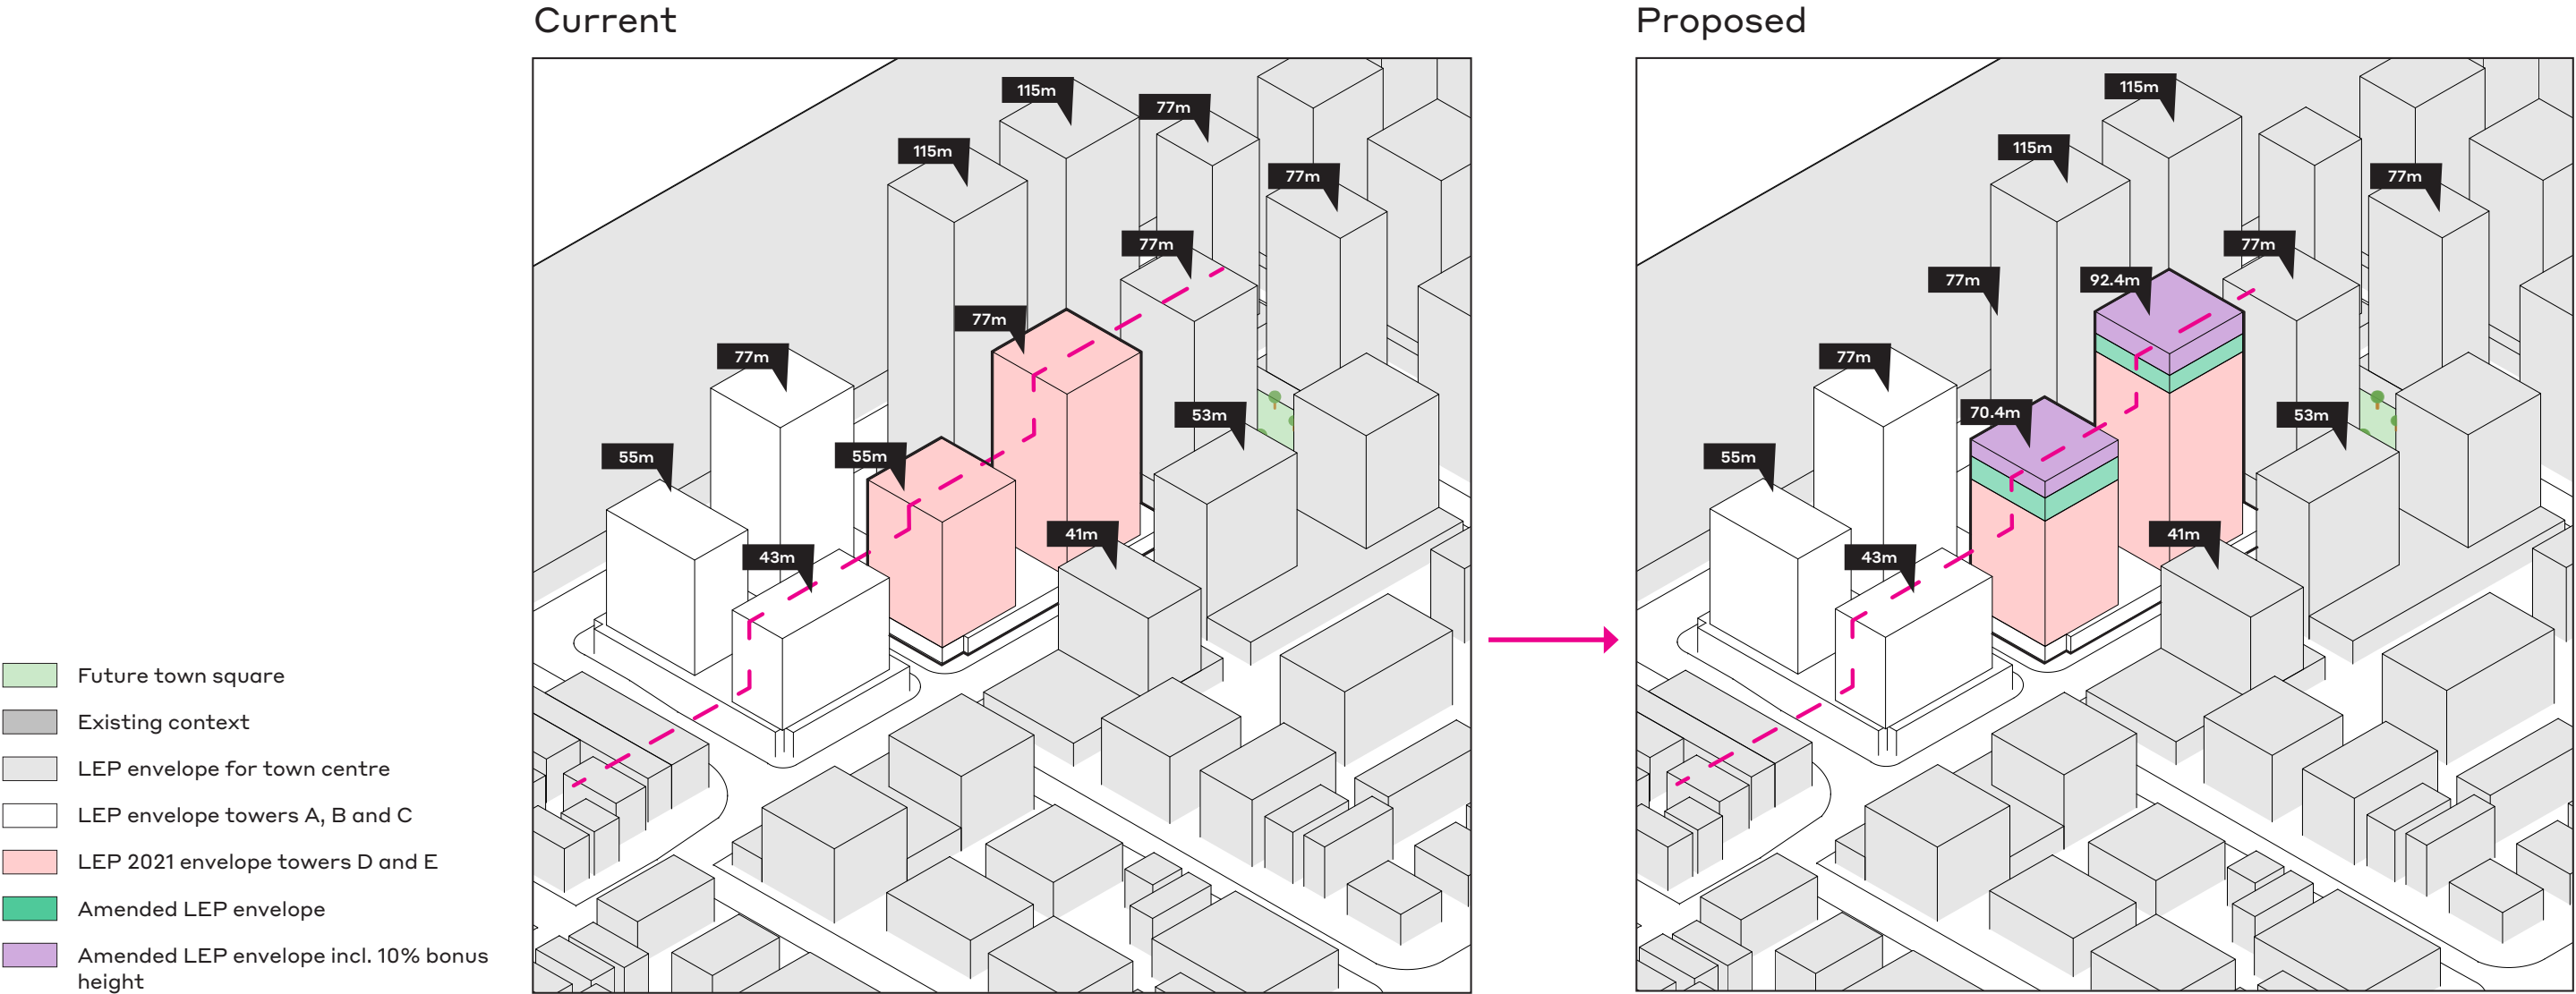 Current
Proposed
115m
77m
115m
77m
77m
77m
77m
53m
55m
55m
41m
43m
115m
115m
77m
77m
77m
92.4m
77m
70.4m
53m
55m
41m
43m
Future town square
Existing context
LEP envelope for town centre
LEP envelope towers A, B and C
LEP 2021 envelope towers D and E
Amended LEP envelope
Amended LEP envelope incl. 10% bonus
height